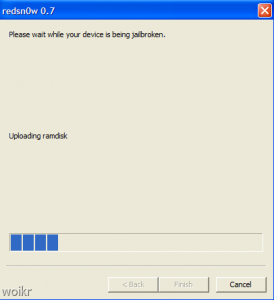 redsn0w 0.7
Please wait while your device is being jailbroken.
Uploading ramdisk
< Back
Finish
Cancel
woikr